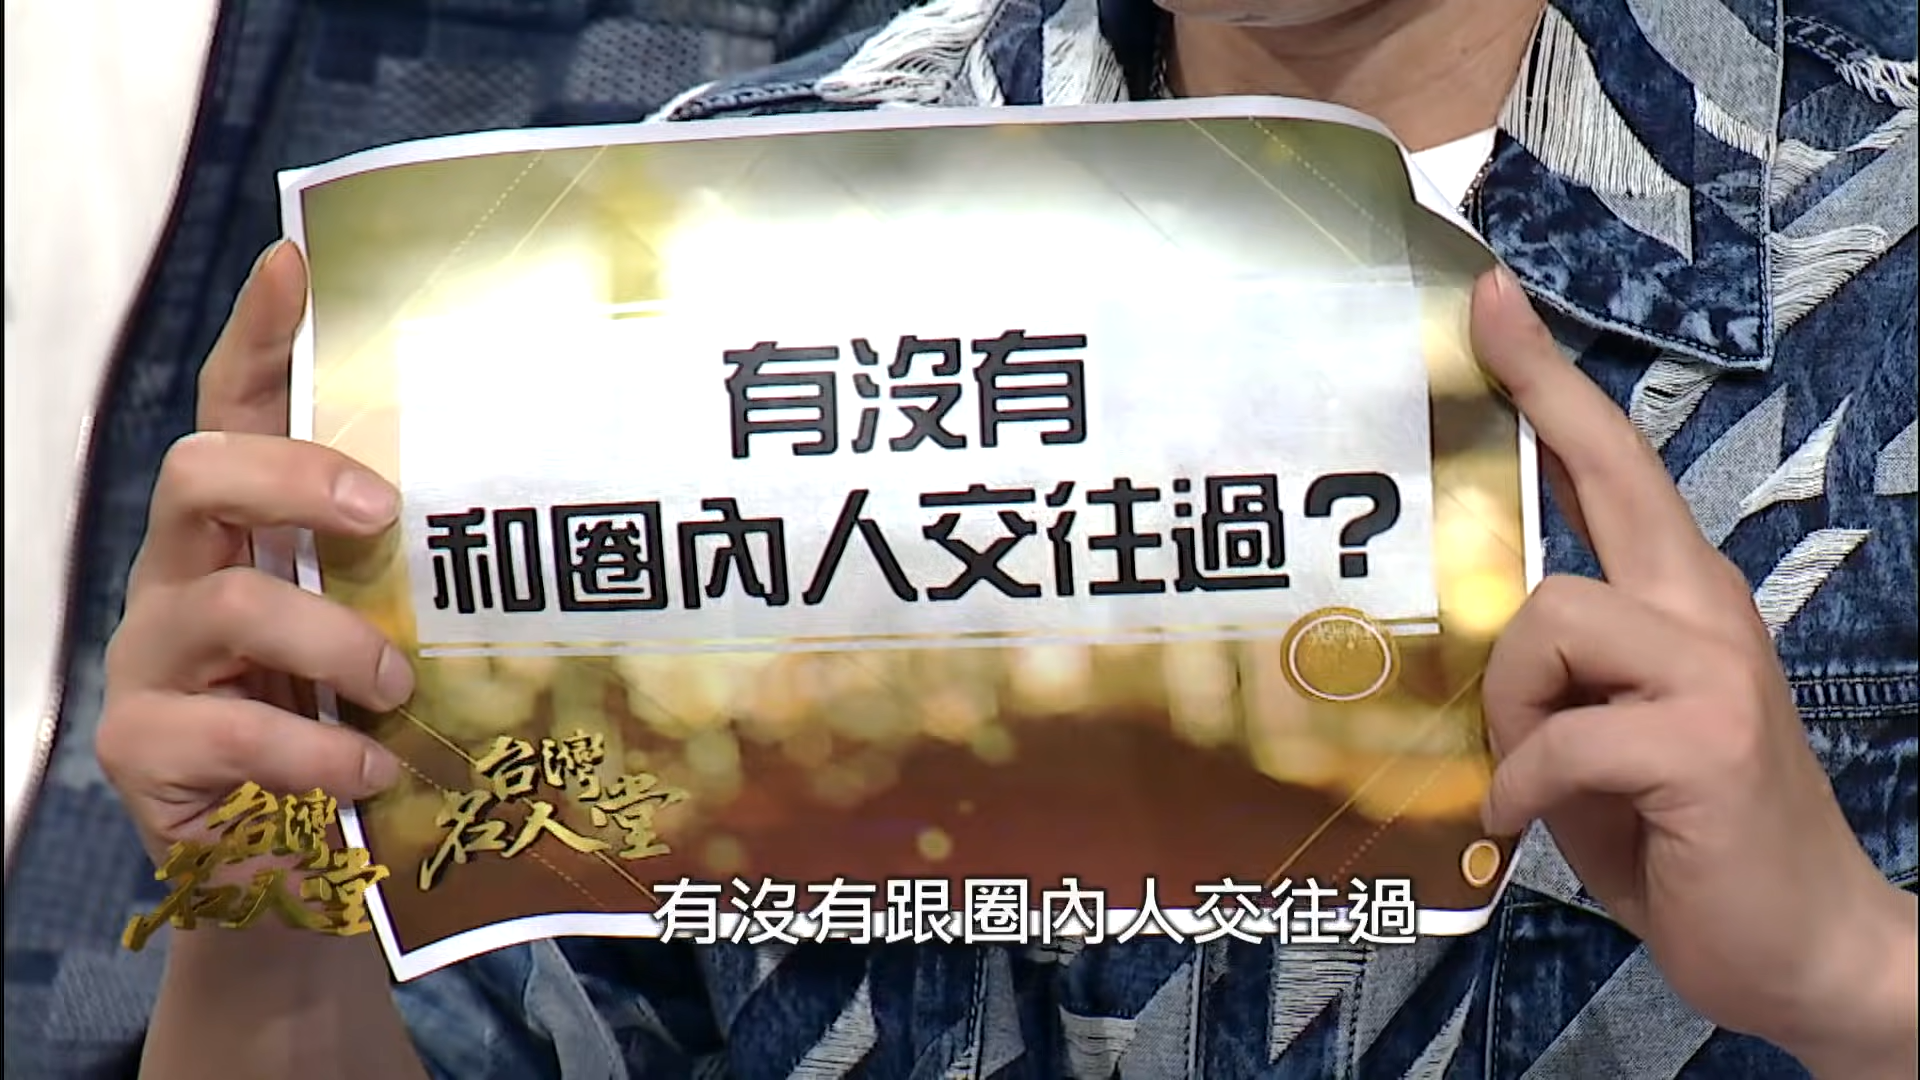 有沒有
和圈內人交往過？
台灣
名人堂
台灣
名人堂
有沒有跟圈內人交往過